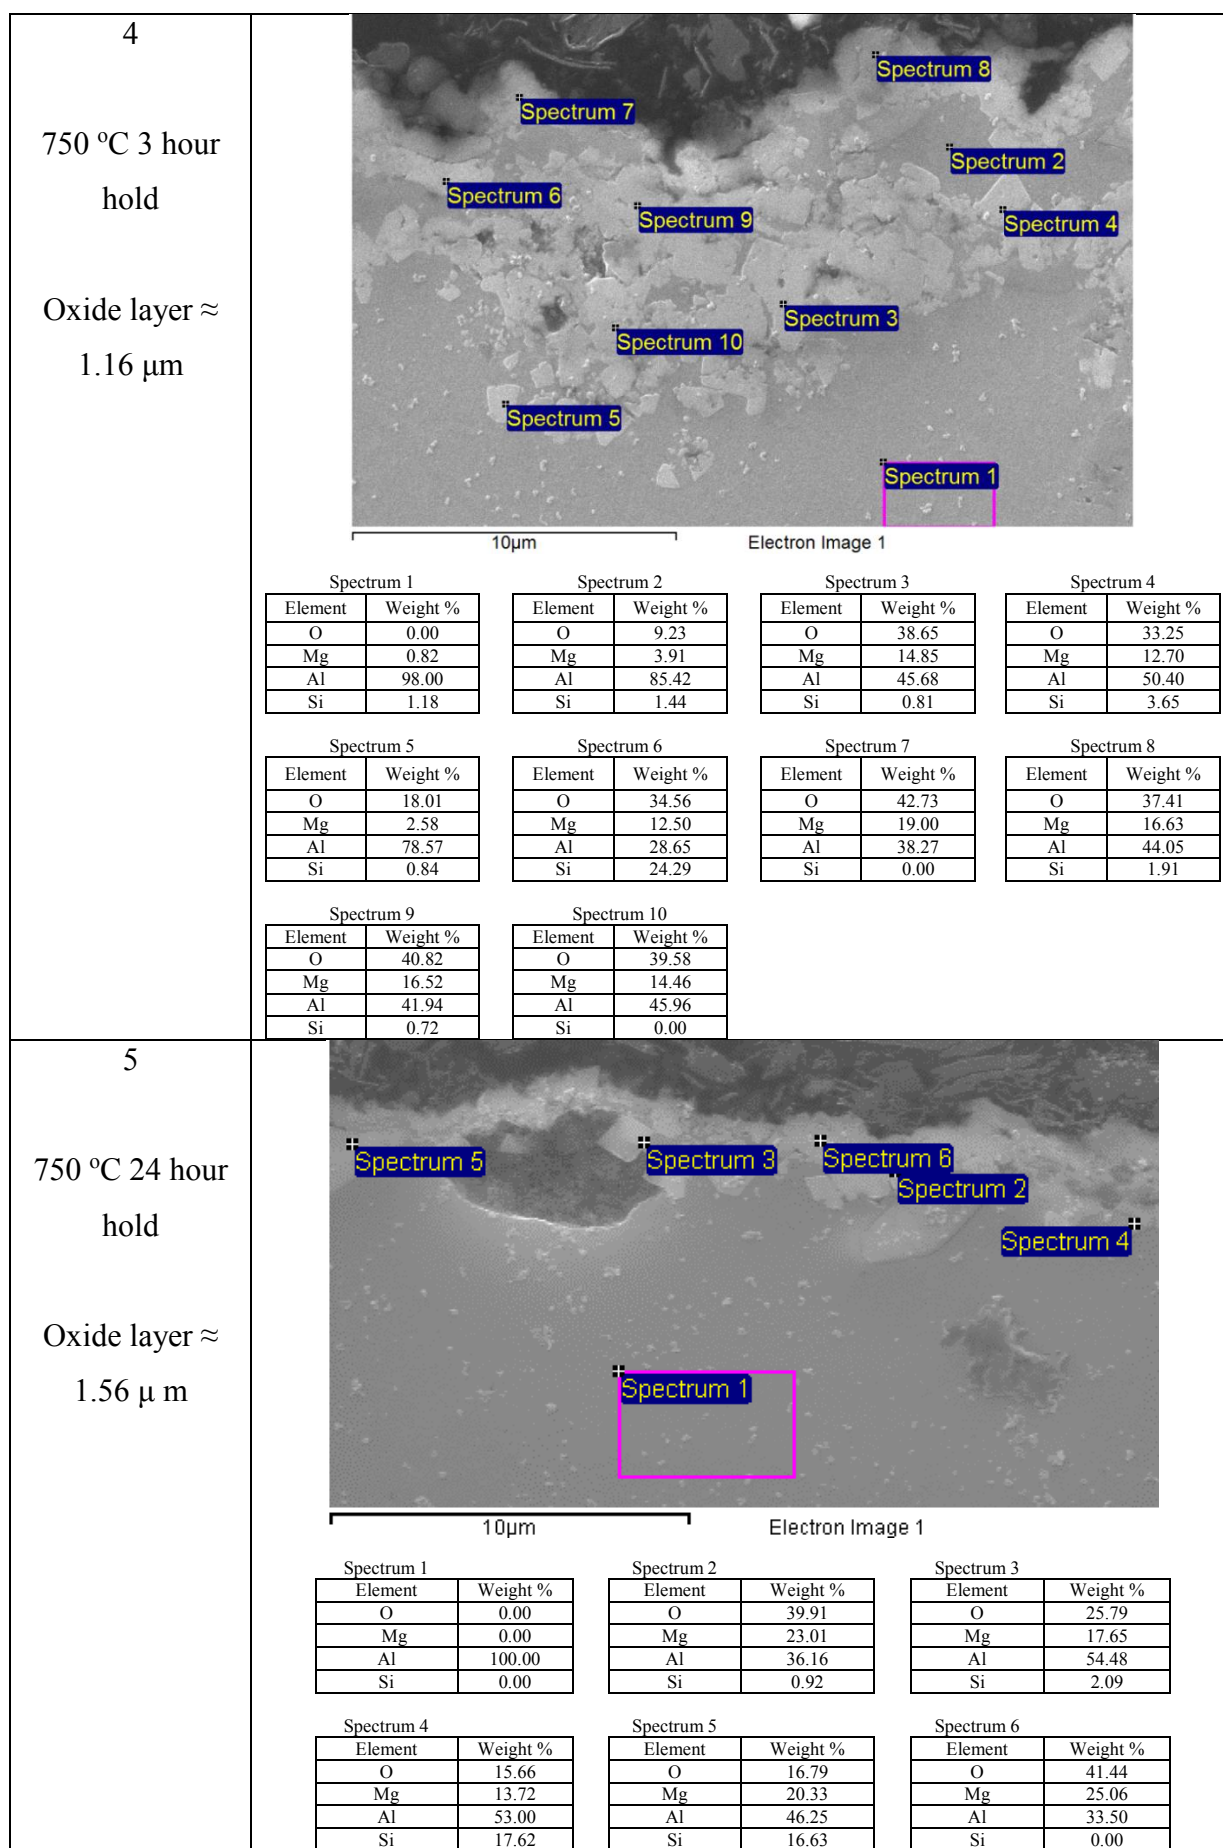 4
750 ºC 3 hour
hold
Oxide layer ≈
1.16 μm
Spectrum 8
Spectrum 7
Spectrum 2
Spectrum 6
Spectrum 9
Spectrum 4
Spectrum 3
Spectrum 10
Spectrum 5
Spectrum 1
10µm Electron Image 1
Spectrum 1 Spectrum 2 Spectrum 3 Spectrum 4
Element Weight % Element Weight % Element Weight % Element Weight %
O 0.00 O 9.23 O 38.65 O 33.25
Mg 0.82 Mg 3.91 Mg 14.85 Mg 12.70
Al 98.00 Al 85.42 Al 45.68 Al 50.40
Si 1.18 Si 1.44 Si 0.81 Si 3.65
Spectrum 5 Spectrum 6 Spectrum 7 Spectrum 8
Element Weight % Element Weight % Element Weight % Element Weight %
O 18.01 O 34.56 O 42.73 O 37.41
Mg 2.58 Mg 12.50 Mg 19.00 Mg 16.63
Al 78.57 Al 28.65 Al 38.27 Al 44.05
Si 0.84 Si 24.29 Si 0.00 Si 1.91
Spectrum 9 Spectrum 10
Element Weight % Element Weight %
O 40.82 O 39.58
Mg 16.52 Mg 14.46
Al 41.94 Al 45.96
Si 0.72 Si 0.00
5
750 ºC 24 hour
hold
Oxide layer ≈
1.56 μ m
Spectrum 5 Spectrum 3 Spectrum 6
Spectrum 2
Spectrum 4
Spectrum 1
10µm Electron Image 1
Spectrum 1 Spectrum 2 Spectrum 3
Element Weight % Element Weight % Element Weight %
O 0.00 O 39.91 O 25.79
Mg 0.00 Mg 23.01 Mg 17.65
Al 100.00 Al 36.16 Al 54.48
Si 0.00 Si 0.92 Si 2.09
Spectrum 4 Spectrum 5 Spectrum 6
Element Weight % Element Weight % Element Weight %
O 15.66 O 16.79 O 41.44
Mg 13.72 Mg 20.33 Mg 25.06
Al 53.00 Al 46.25 Al 33.50
Si 17.62 Si 16.63 Si 0.00